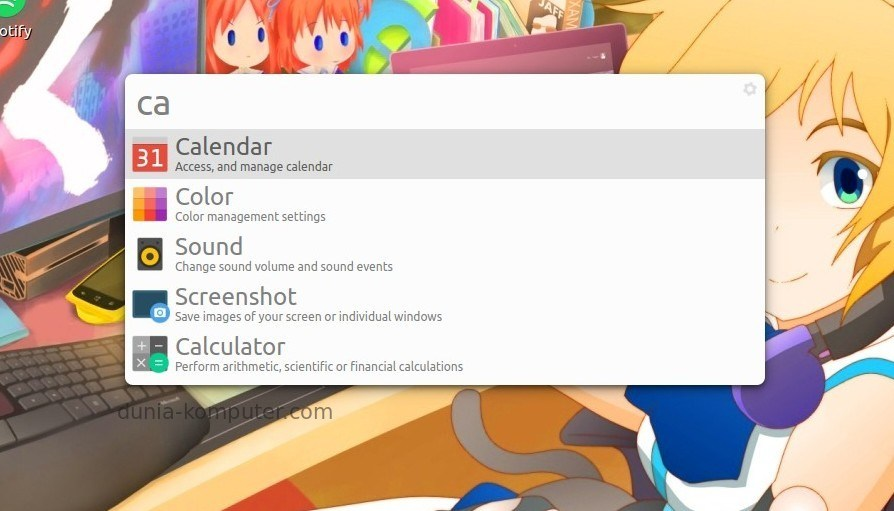 otify
JAFF
EXAM
ca
31
Calendar
Access, and manage calendar
Color
Color management settings
Sound
Change sound volume and sound events
Screenshot
Save images of your screen or individual windows
Calculator
Perform arithmetic, scientific or financial calculations
dunia-komputer.com